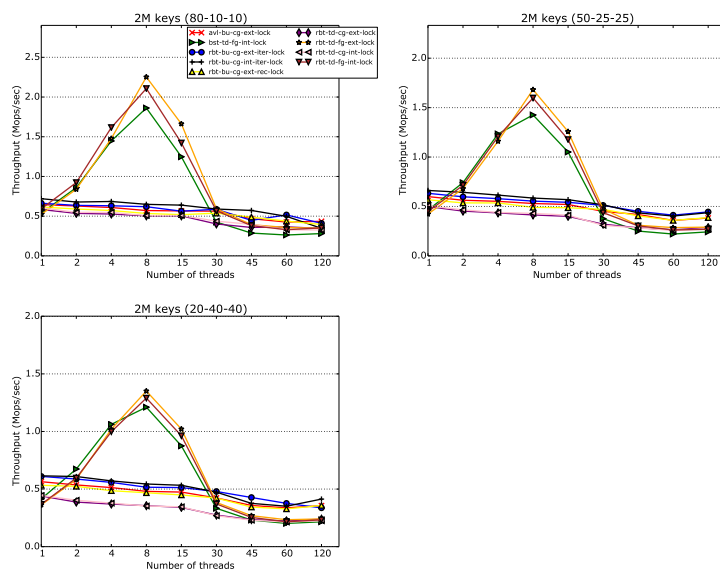 2M keys (80-10-10)
avl-bu-cg-ext-lock
bst-td-fg-int-lock
rbt-bu-cg-ext-iter-lock
rbt-bu-cg-int-iter-lock
rbt-bu-cg-ext-rec-lock
rbt-td-cg-ext-lock
rbt-td-fg-ext-lock
rbt-td-cg-int-lock
rbt-td-fg-int-lock
Throughput (Mops/sec)
2.0
1.5
1.0
0.5
0.0
1 2 4 8 15 30 45 60 120
Number of threads
2M keys (50-25-25)
Throughput (Mops/sec)
2.0
1.5
1.0
0.5
0.0
1 2 4 8 15 30 45 60 120
Number of threads
2M keys (20-40-40)
Throughput (Mops/sec)
2.0
1.5
1.0
0.5
0.0
1 2 4 8 15 30 45 60 120
Number of threads